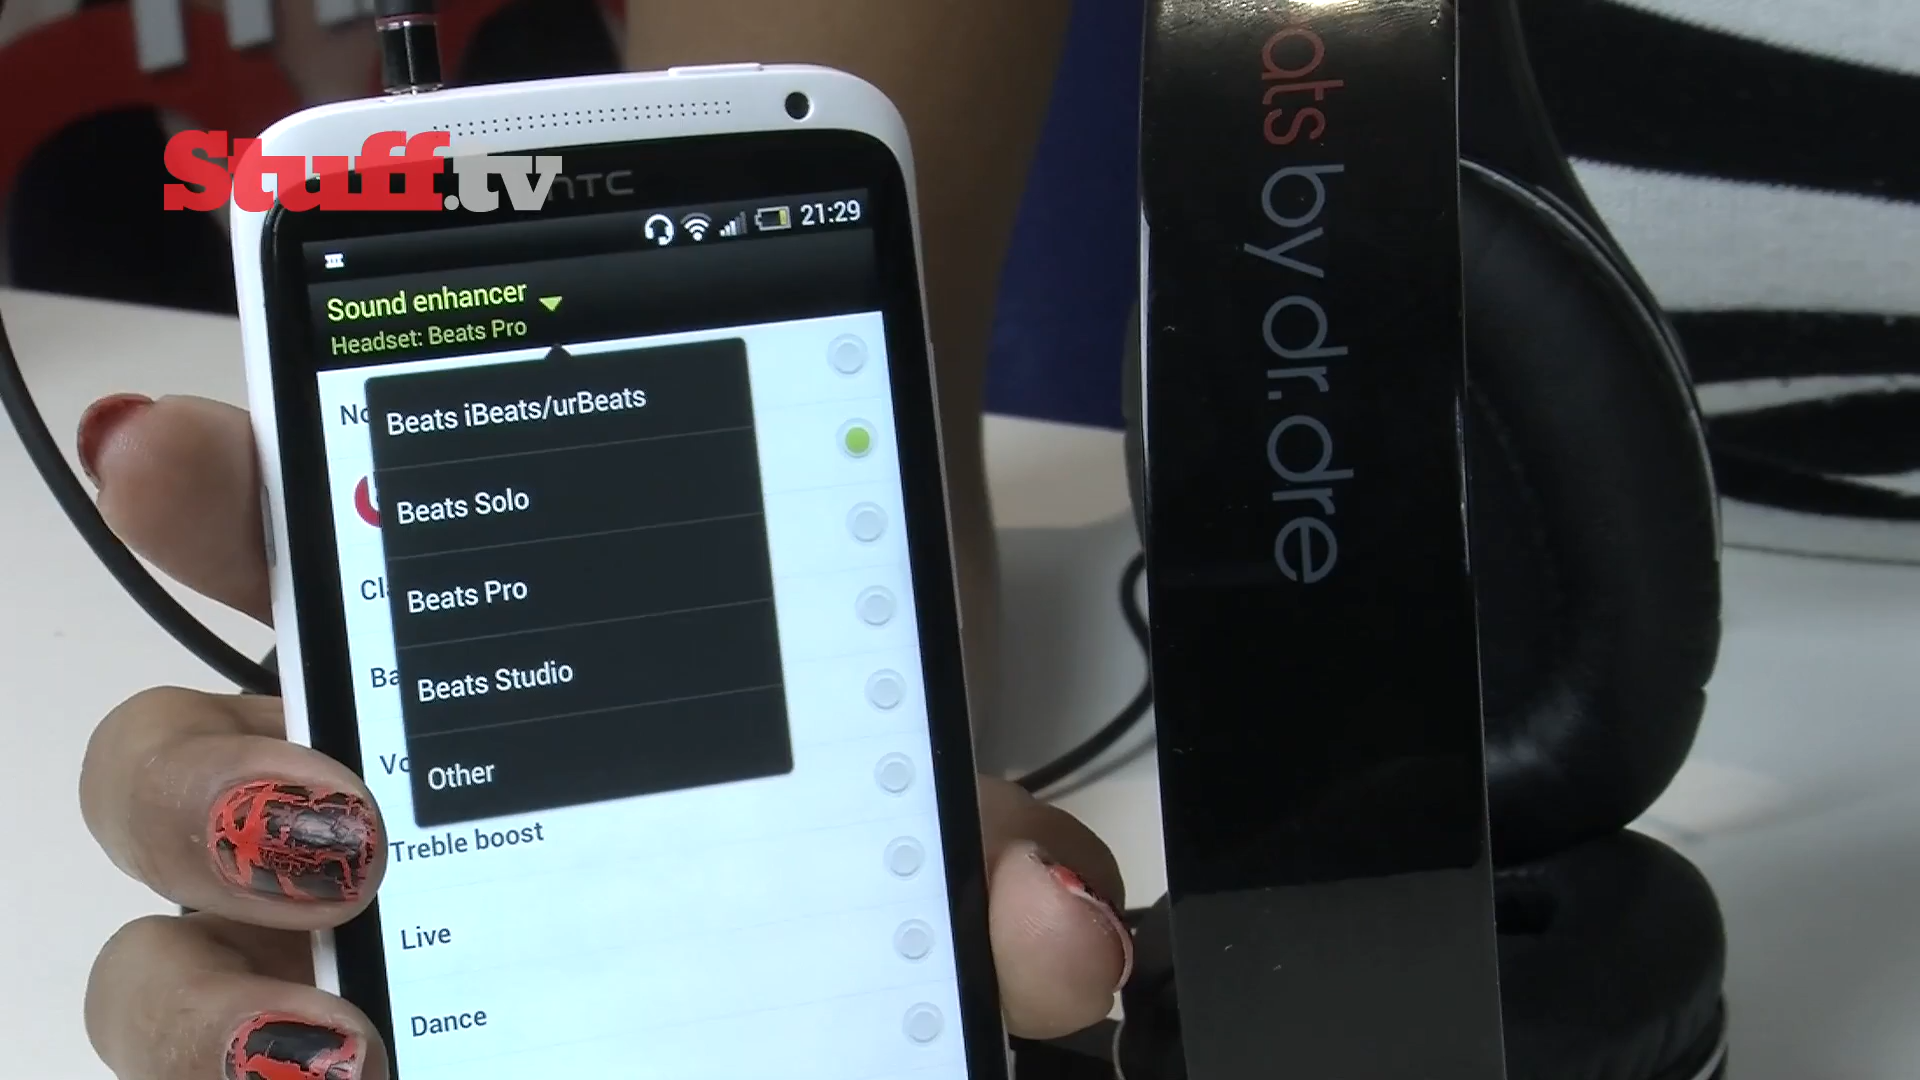 Stuff.tv
hTC
21:29
Sound enhancer
Headset: Beats Pro
Beats iBeats/urBeats
Beats Solo
Beats Pro
Beats Studio
Other
Treble boost
Live
Dance
beats by dr. dre